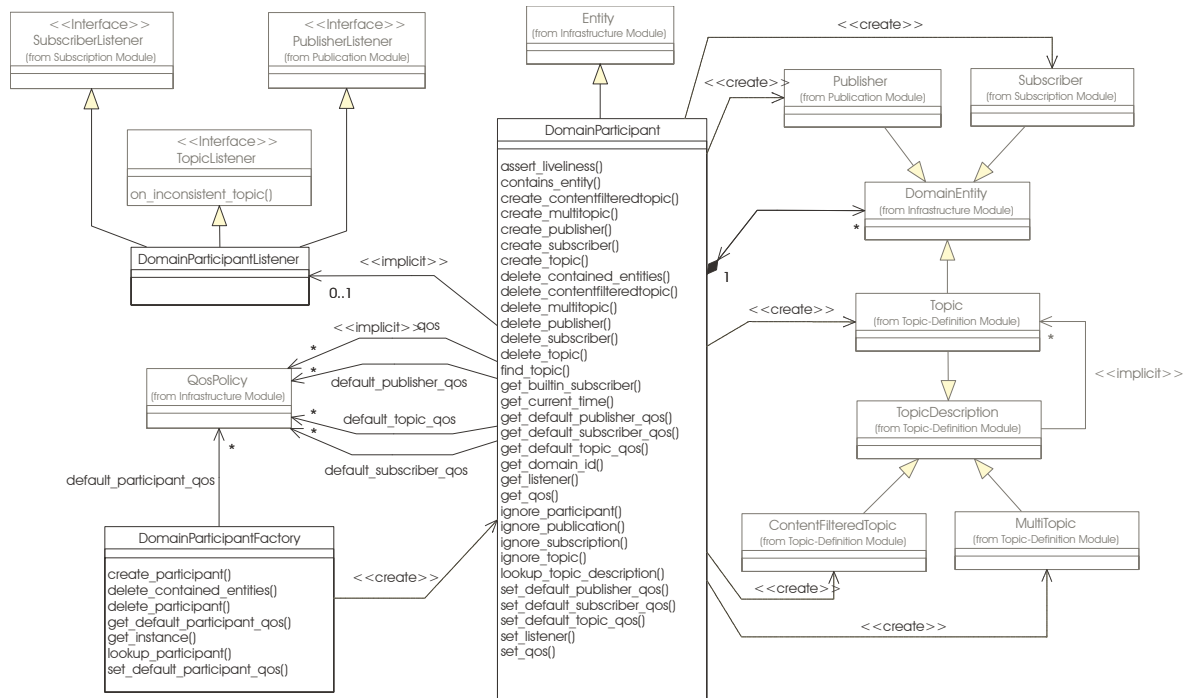 <<Interface>>
SubscriberListener
(from Subscription Module)
<<Interface>>
PublisherListener
(from Publication Module)
<<Interface>>
TopicListener
on_inconsistent_topic()
DomainParticipantListener
<<implicit>>
0..1
<<implicit>>
qos
*
*
default_publisher_qos
QosPolicy
(from Infrastructure Module)
*
default_topic_qos
*
default_subscriber_qos
*
default_participant_qos
DomainParticipantFactory
create_participant()
delete_contained_entities()
delete_participant()
get_default_participant_qos()
get_instance()
lookup_participant()
set_default_participant_qos()
<<create>>
Entity
(from Infrastructure Module)
DomainParticipant
assert_liveliness()
contains_entity()
create_contentfilteredtopic()
create_multitopic()
create_publisher()
create_subscriber()
create_topic()
delete_contained_entities()
delete_contentfilteredtopic()
delete_multitopic()
delete_publisher()
delete_subscriber()
delete_topic()
find_topic()
get_builtin_subscriber()
get_current_time()
get_default_publisher_qos()
get_default_subscriber_qos()
get_default_topic_qos()
get_domain_id()
get_listener()
get_qos()
ignore_participant()
ignore_publication()
ignore_subscription()
ignore_topic()
lookup_topic_description()
set_default_publisher_qos()
set_default_subscriber_qos()
set_default_topic_qos()
set_listener()
set_qos()
<<create>>
<<create>>
Publisher
(from Publication Module)
Subscriber
(from Subscription Module)
DomainEntity
(from Infrastructure Module)
*
1
<<create>>
Topic
(from Topic-Definition Module)
*
<<implicit>>
TopicDescription
(from Topic-Definition Module)
ContentFilteredTopic
(from Topic-Definition Module)
MultiTopic
(from Topic-Definition Module)
<<create>>
<<create>>